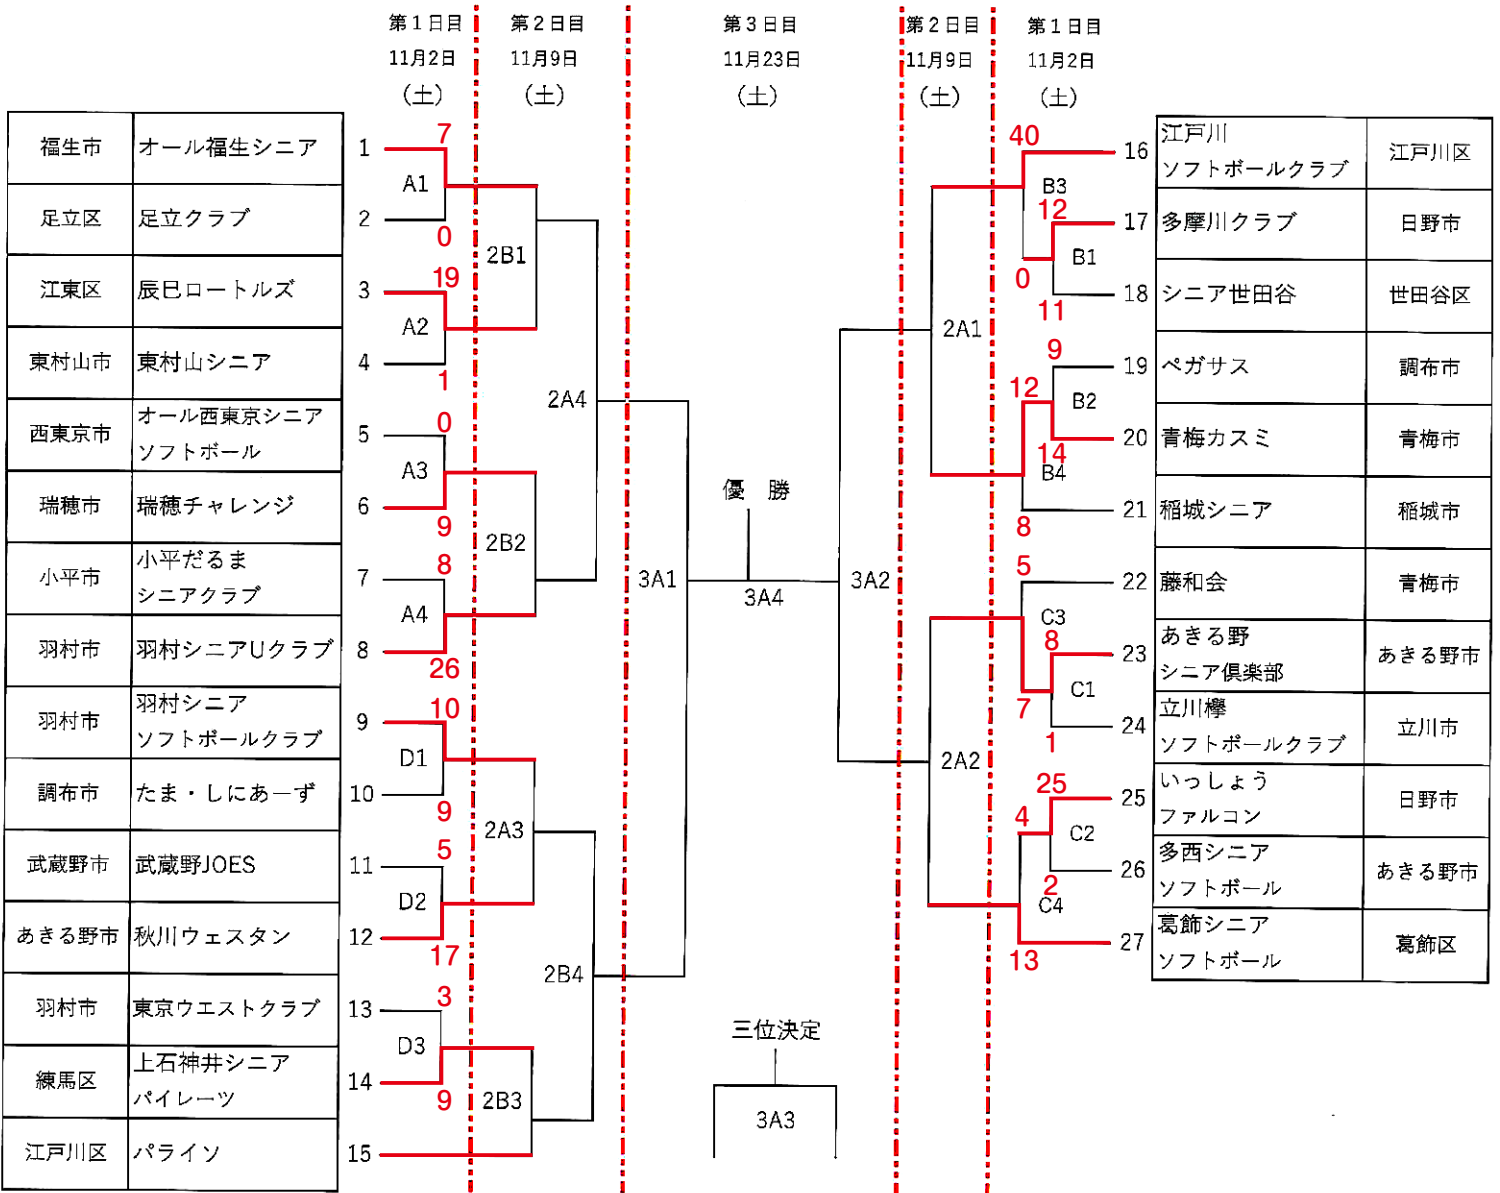 第1日目 第2日目 第3日目 第2日目 第1日目
11月2日 11月9日 11月23日 11月9日 11月2日
(土) (土) (土) (土) (土)
福生市 オール福生シニア 1 7
A1
足立区 足立クラブ 2 0
2B1
江東区 辰巳ロートルズ 3 19
A2
東村山市 東村山シニア 4 1
2A4
西東京市 オール西東京シニア
ソフトボール 5 0
A3
瑞穂市 瑞穂チャレンジ 6 9
2B2
小平市 小平だるま
シニアクラブ 7 8
A4
羽村市 羽村シニアUクラブ 8 26
3A1
羽村市 羽村シニア
ソフトボールクラブ 9 10
D1
調布市 たま・しにあーず 10 9
2A3
武蔵野市 武蔵野JOES 11 5
D2
あきる野市 秋川ウェスタン 12 17
2B4
羽村市 東京ウエストクラブ 13 3
D3
練馬区 上石神井シニア
パイレーツ 14 9
2B3
江戸川区 パライソ 15
優 勝
3A4
三位決定
3A3
40 16 江戸川
ソフトボールクラブ 江戸川区
B3
12 17 多摩川クラブ 日野市
B1
0
11 18 シニア世田谷 世田谷区
2A1
9 19 ペガサス 調布市
12
B2
14 20 青梅カスミ 青梅市
B4
8 21 稲城シニア 稲城市
3A2
5 22 藤和会 青梅市
C3
8 23 あきる野
シニア倶楽部 あきる野市
C1
7
1 24 立川欅
ソフトボールクラブ 立川市
2A2
25 25 いっしょう
ファルコン 日野市
4
C2
2 26 多西シニア
ソフトボール あきる野市
C4
13 27 葛飾シニア
ソフトボール 葛飾区